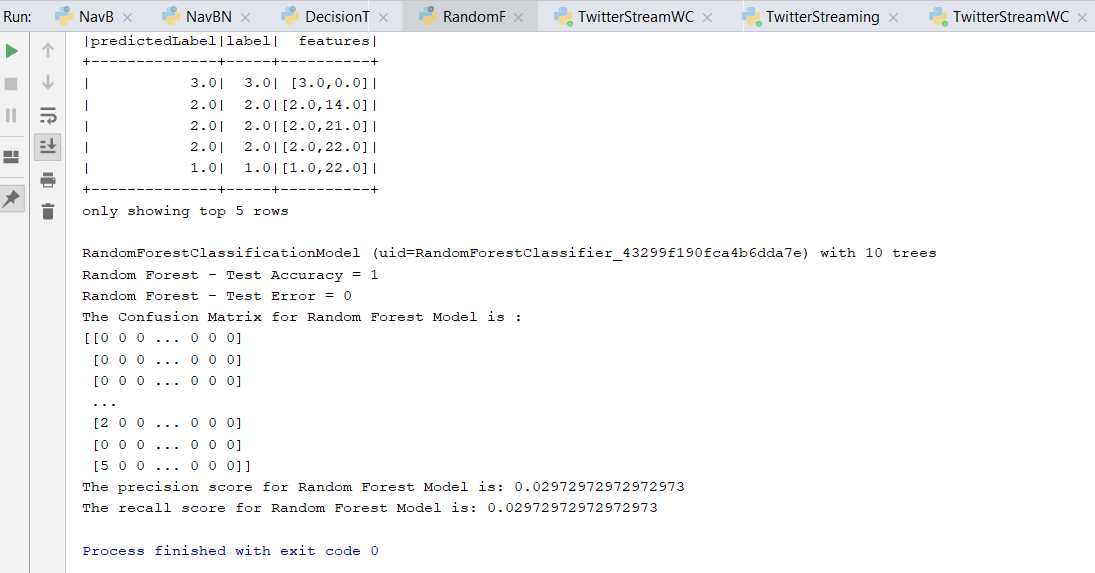 Run: NavB × NavBN × DecisionT × RandomF × TwitterStreamWC × TwitterStreaming × TwitterStreamWC ×
|predictedLabel|label|  features|
+--------------+-----+----------+
|           3.0|  3.0| [3.0,0.0]|
|           2.0|  2.0|[2.0,14.0]|
|           2.0|  2.0|[2.0,21.0]|
|           2.0|  2.0|[2.0,22.0]|
|           1.0|  1.0|[1.0,22.0]|
+--------------+-----+----------+
only showing top 5 rows
RandomForestClassificationModel (uid=RandomForestClassifier_43299f190fca4b6dda7e) with 10 trees
Random Forest - Test Accuracy = 1
Random Forest - Test Error = 0
The Confusion Matrix for Random Forest Model is :
[[0 0 0 ... 0 0 0]
 [0 0 0 ... 0 0 0]
 [0 0 0 ... 0 0 0]
 ...
 [2 0 0 ... 0 0 0]
 [0 0 0 ... 0 0 0]
 [5 0 0 ... 0 0 0]]
The precision score for Random Forest Model is: 0.02972972972972973
The recall score for Random Forest Model is: 0.02972972972972973
Process finished with exit code 0